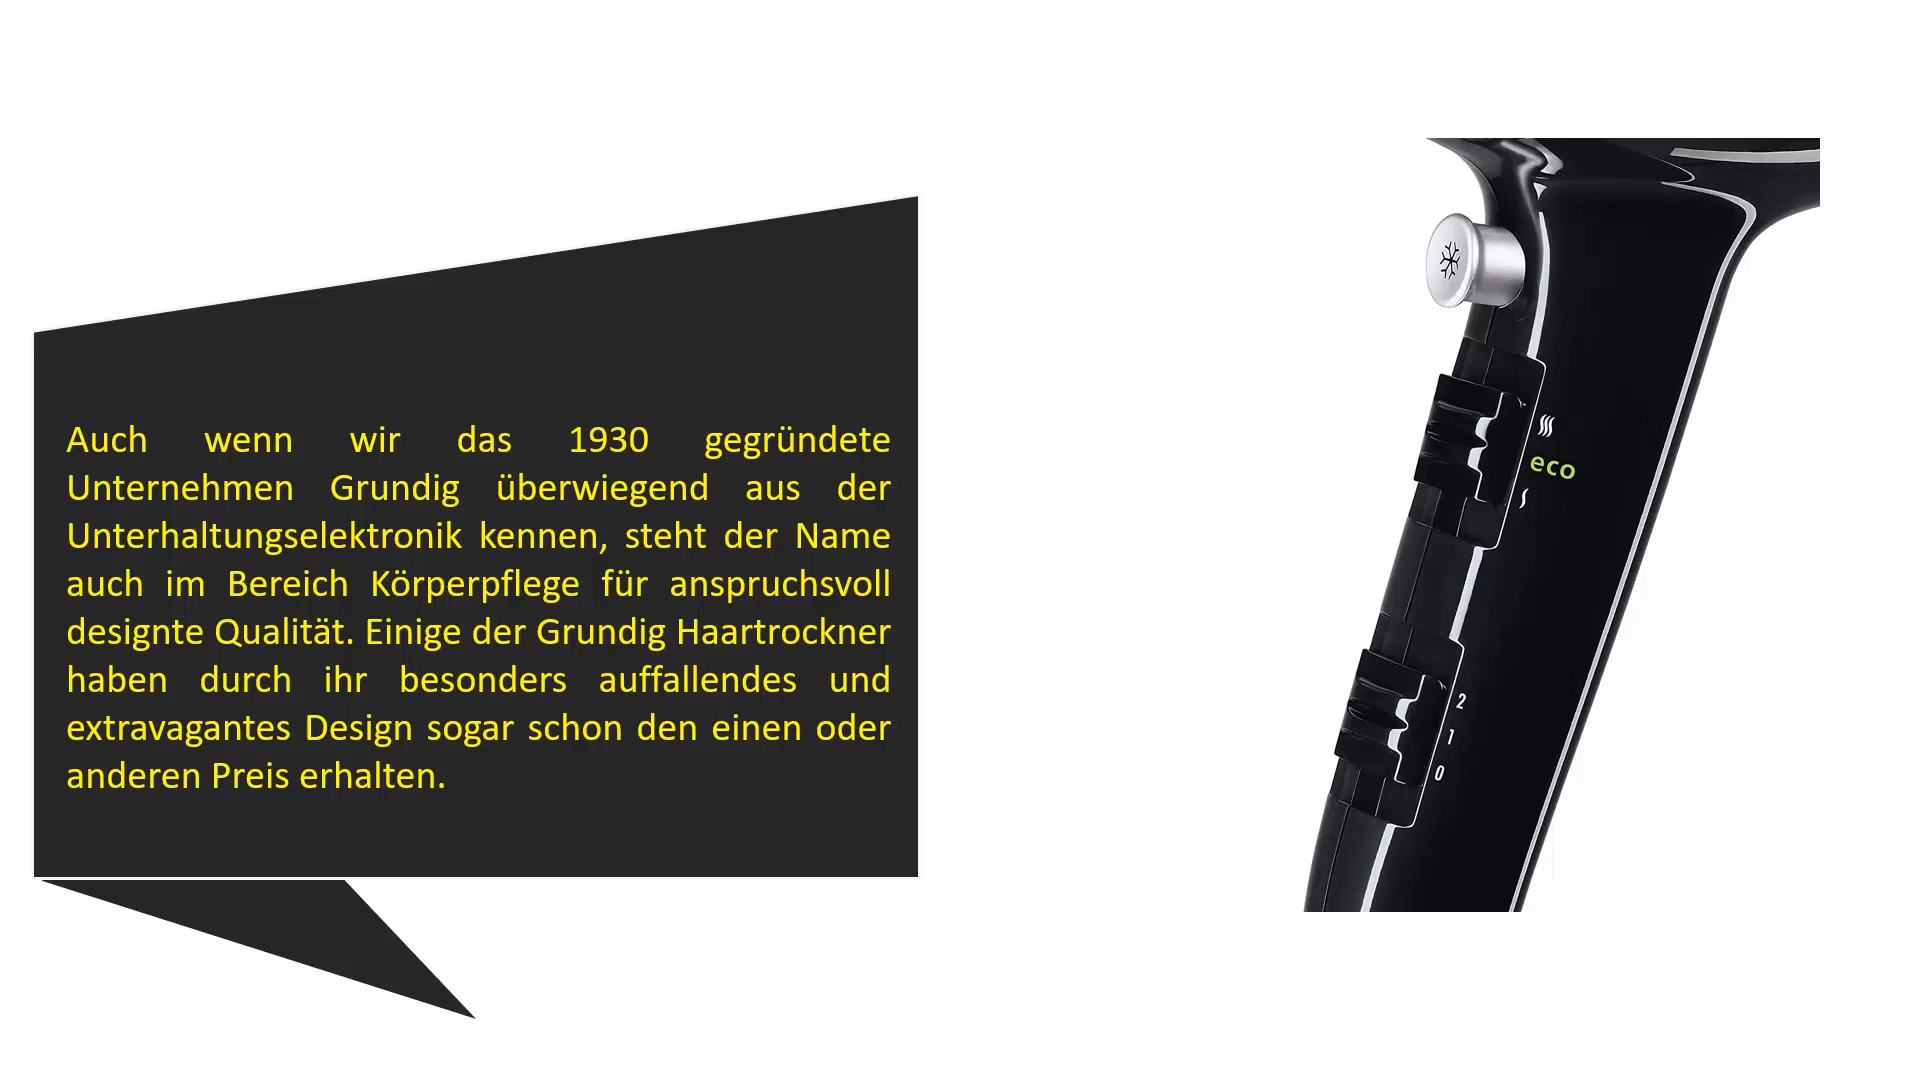 Auch wenn wir das 1930 gegründete
Unternehmen Grundig überwiegend aus der
Unterhaltungselektronik kennen, steht der Name
auch im Bereich Körperpflege für anspruchsvoll
designte Qualität. Einige der Grundig Haartrockner
haben durch ihr besonders auffallendes und
extravagantes Design sogar schon den einen oder
anderen Preis erhalten.
eco
2
1
0